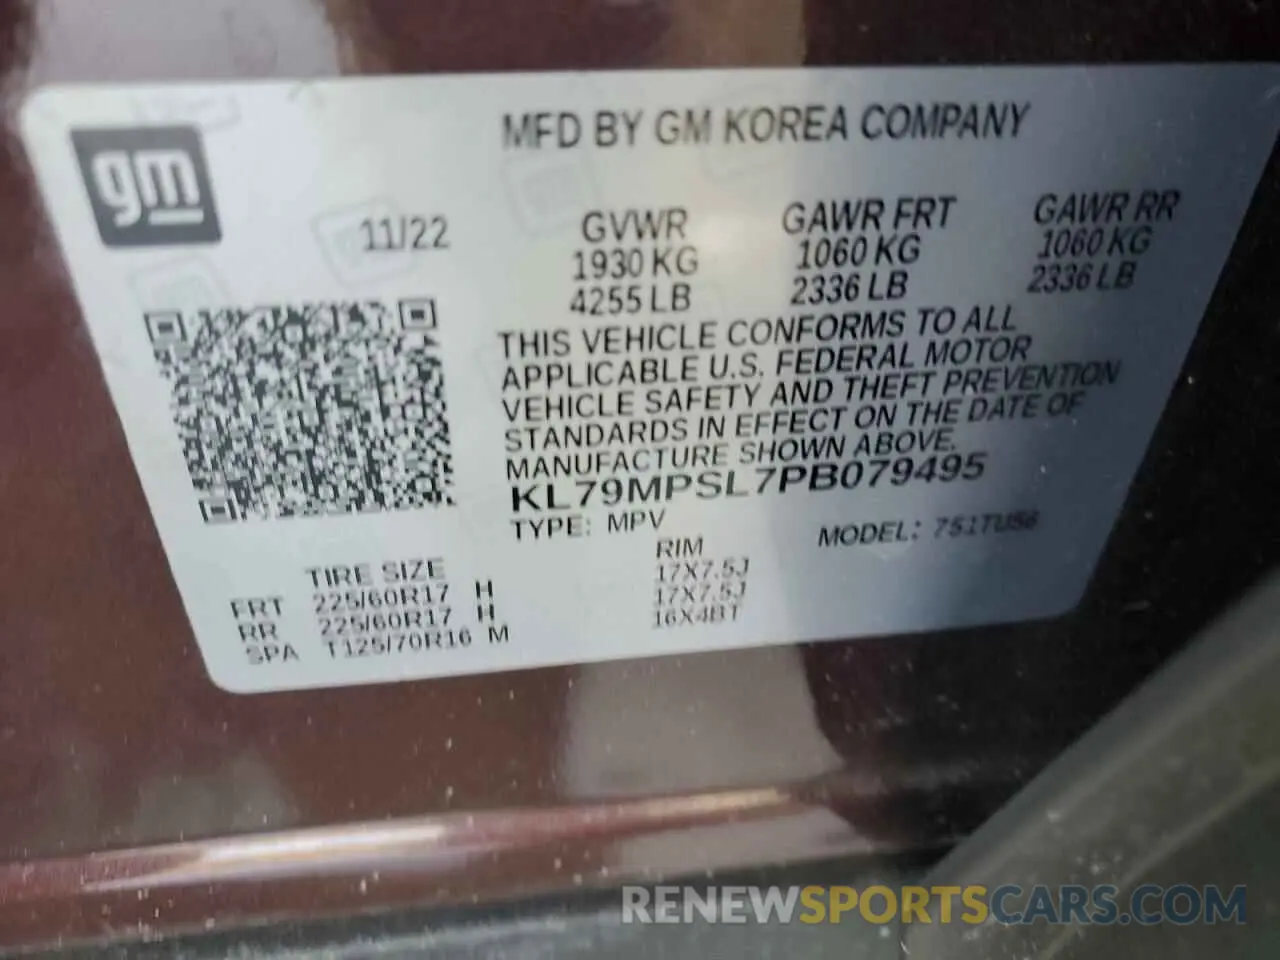 gm
MFD BY GM KOREA COMPANY
11/22
GVWR GAWR FRT GAWR RR
1930 KG 1060 KG 1060 KG
4255 LB 2336 LB 2336 LB
THIS VEHICLE CONFORMS TO ALL
APPLICABLE U.S. FEDERAL MOTOR
VEHICLE SAFETY AND THEFT PREVENTION
STANDARDS IN EFFECT ON THE DATE OF
MANUFACTURE SHOWN ABOVE.
KL79MPSL7PB079495
TYPE: MPV MODEL: 751TU56
TIRE SIZE RIM
FRT 225/60R17 H 17X7.5J
RR 225/60R17 H 17X7.5J
SPA T125/70R16 M 16X4BT
RENEWSPORTSCARS.COM